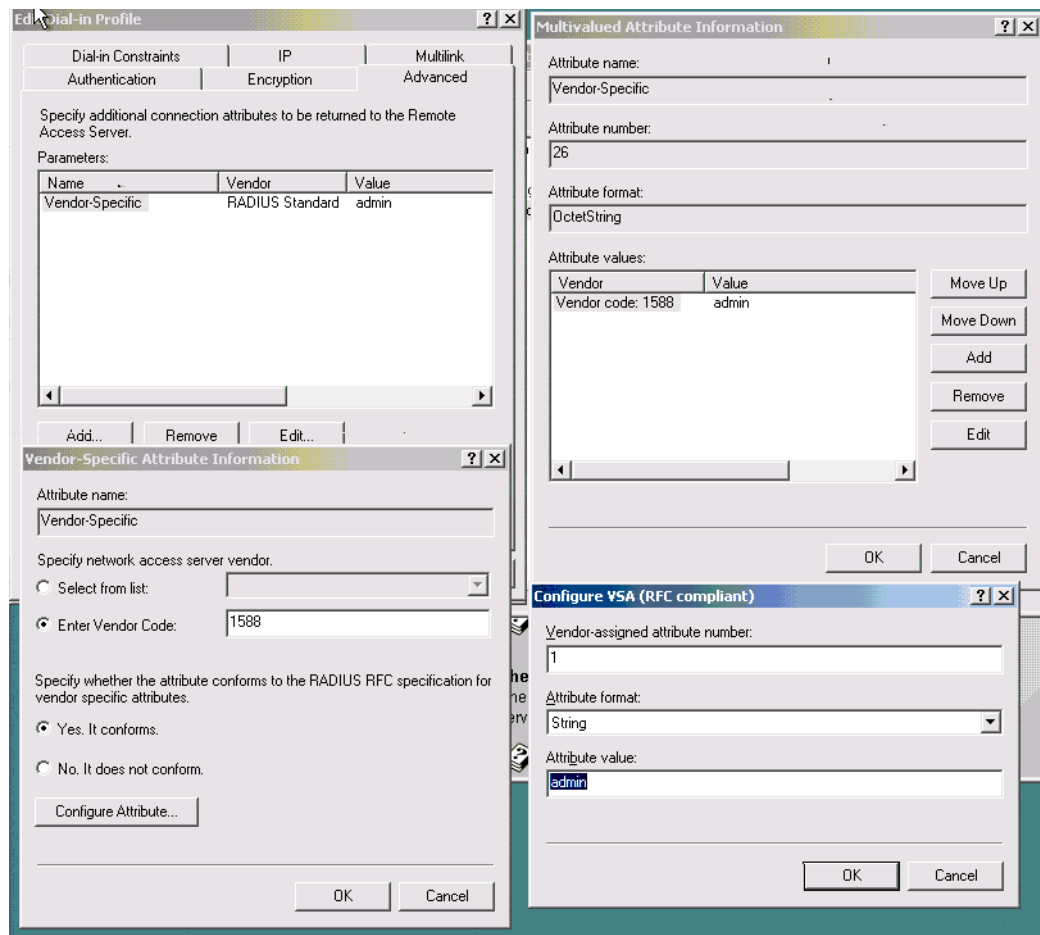 Edit Dial-in Profile
Dial-in Constraints IP Multilink
Authentication Encryption Advanced
Specify additional connection attributes to be returned to the Remote
Access Server.
Parameters:
Name Vendor Value
Vendor-Specific RADIUS Standard admin
Add... Remove Edit...
Multivalued Attribute Information
Attribute name:
Vendor-Specific
Attribute number:
26
Attribute format:
OctetString
Attribute values:
Vendor Value
Vendor code: 1588 admin
Move Up
Move Down
Add
Remove
Edit
OK Cancel
Vendor-Specific Attribute Information
Attribute name:
Vendor-Specific
Specify network access server vendor.
Select from list:
Enter Vendor Code: 1588
Specify whether the attribute conforms to the RADIUS RFC specification for
vendor specific attributes.
Yes. It conforms.
No. It does not conform.
Configure Attribute...
OK Cancel
Configure VSA (RFC compliant)
Vendor-assigned attribute number:
1
Attribute format:
String
Attribute value:
admin
OK Cancel